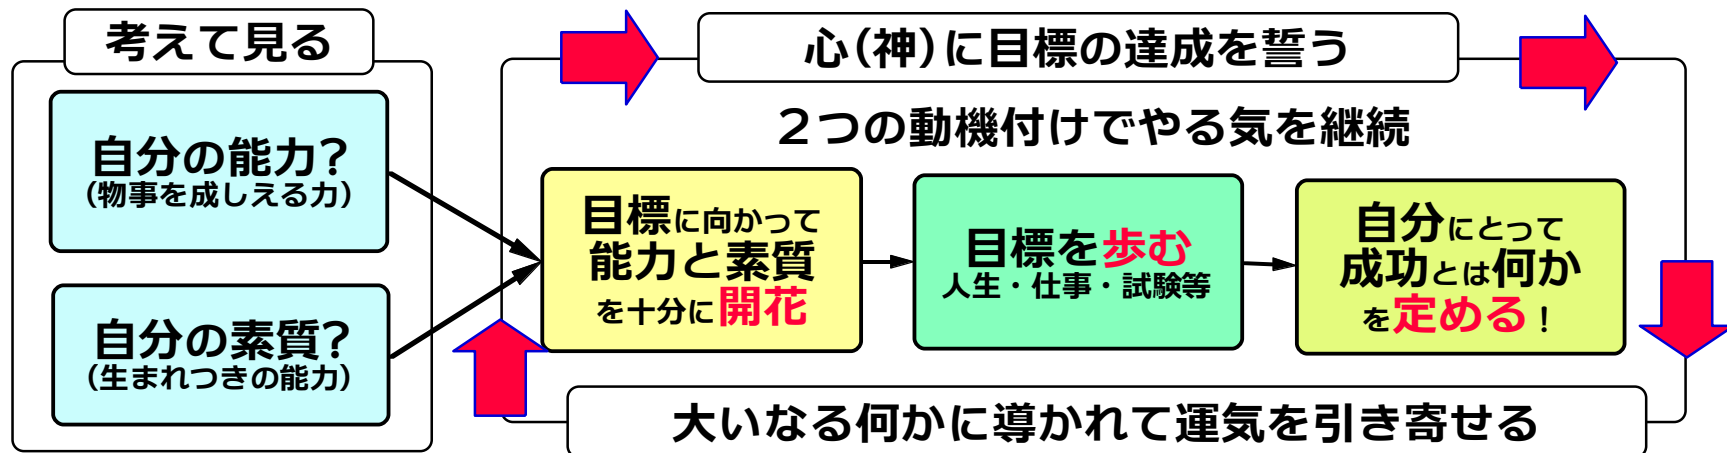 考えて見る
自分の能力?
(物事を成しえる力)
自分の素質?
(生まれつきの能力)
心(神)に目標の達成を誓う
2つの動機付けでやる気を継続
目標に向かって
能力と素質
を十分に開花
目標を歩む
人生・仕事・試験等
自分にとって
成功とは何か
を定める！
大いなる何かに導かれて運気を引き寄せる